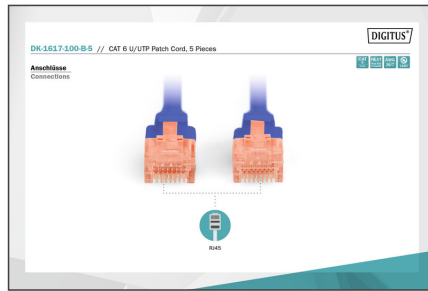 DIGITUS®
DK-1617-100-B-5 // CAT 6 U/UTP Patch Cord, 5 Pieces
Anschlüsse
Connections
RJ45